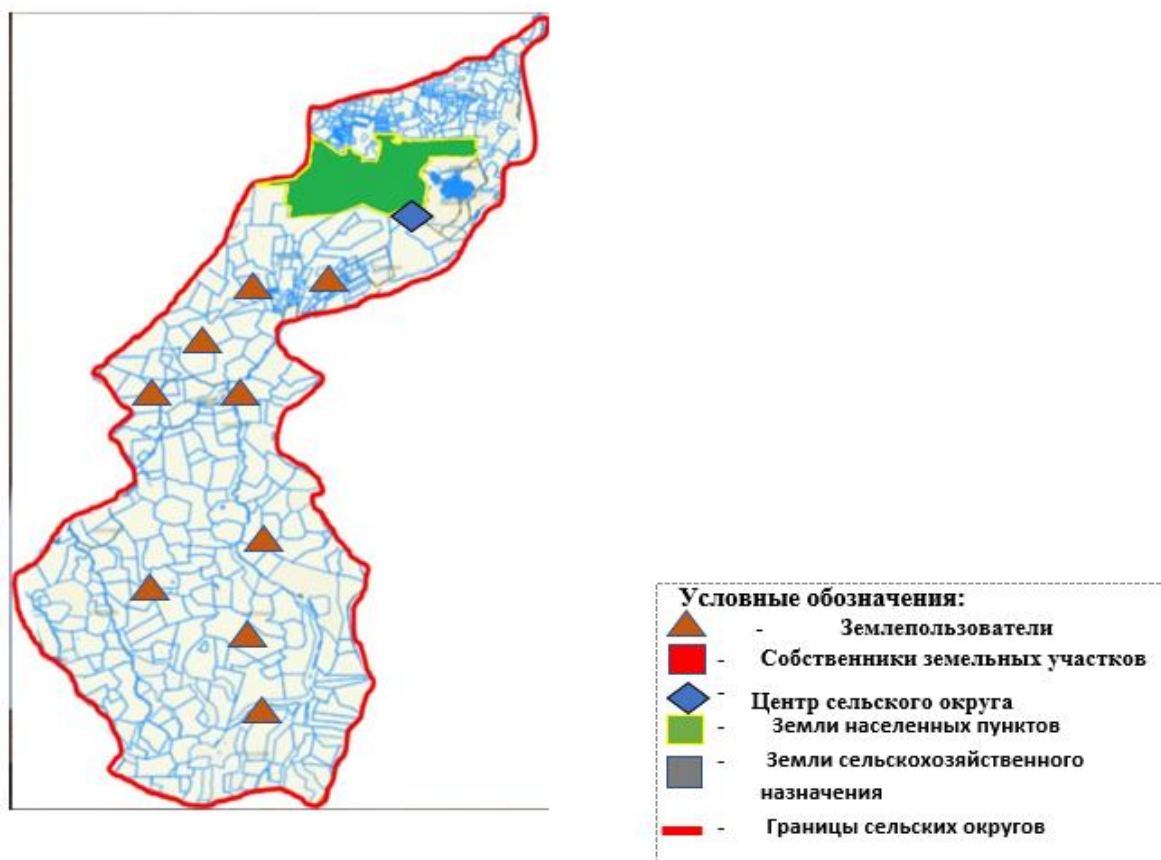 Условные обозначения:
- Землепользователи
- Собственники земельных участков
- Центр сельского округа
- Земли населенных пунктов
- Земли сельскохозяйственного
назначения
- Границы сельских округов